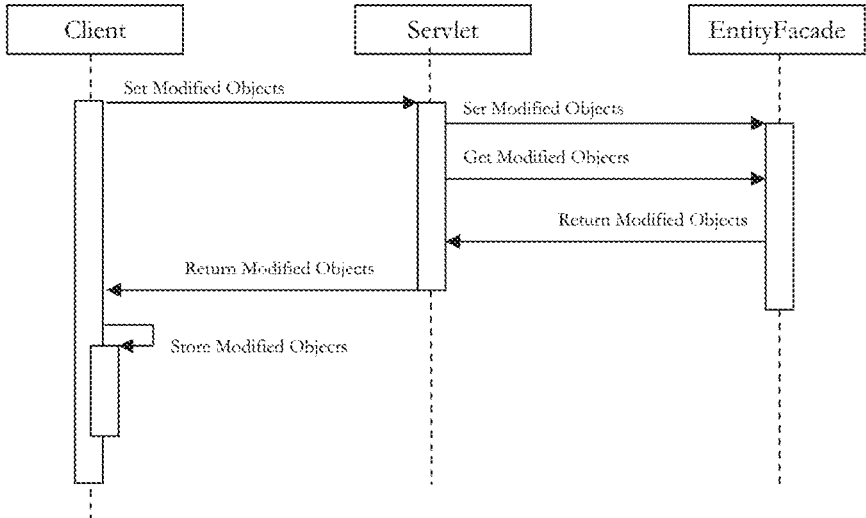 Client
Servlet
EntityFacade
Set Modified Objects
Set Modified Objects
Get Modified Objects
Return Modified Objects
Return Modified Objects
Store Modified Objects